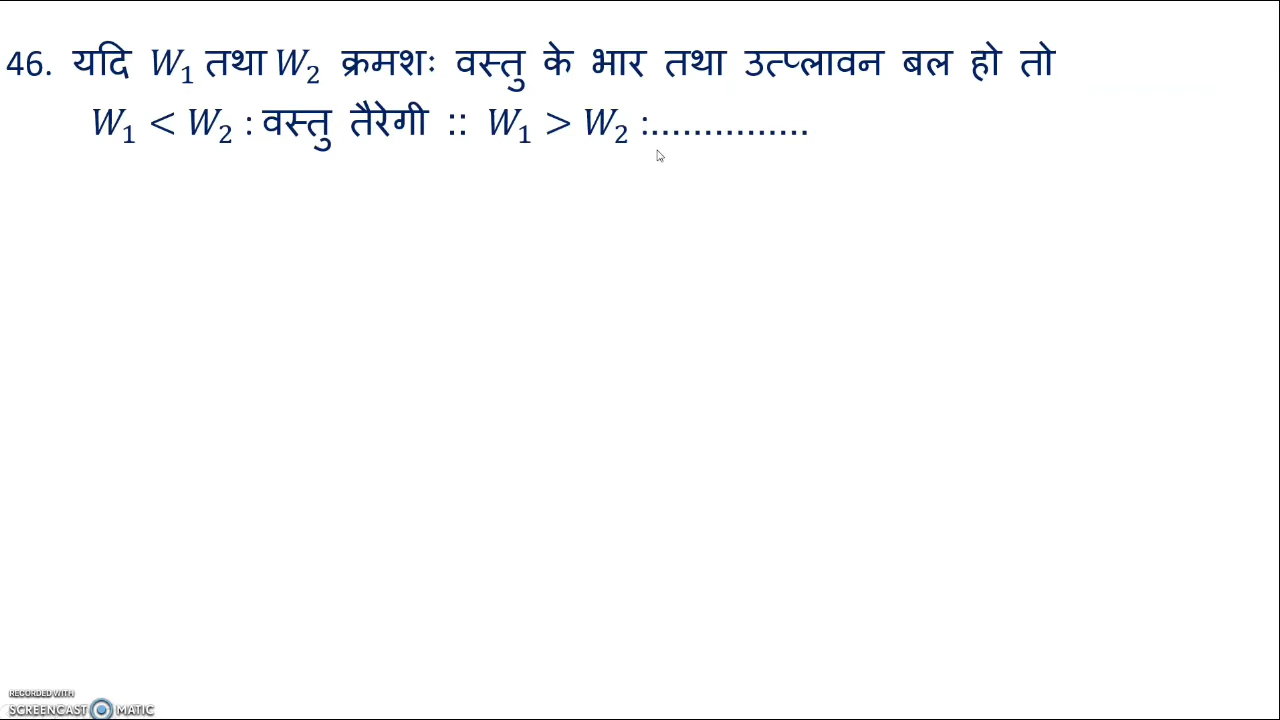 46. यदि W₁ तथा W₂ क्रमशः वस्तु के भार तथा उत्प्लावन बल हो तो
W₁ < W₂ : वस्तु तैरेगी :: W₁ > W₂ :...............
RECORDED WITH
SCREENCAST MATIC